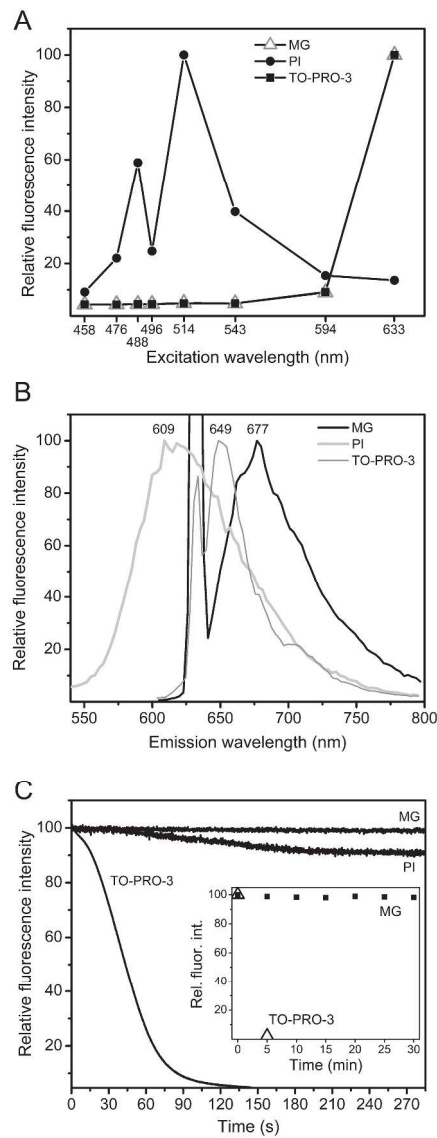 A
Relative fluorescence intensity
100
80
60
40
20
MG
PI
TO-PRO-3
458 476 488 496 514 543 594 633
Excitation wavelength (nm)
B
Relative fluorescence intensity
100
80
60
40
20
609 649 677
MG
PI
TO-PRO-3
550 600 650 700 750 800
Emission wavelength (nm)
C
Relative fluorescence intensity
100
80
60
40
20
MG
PI
TO-PRO-3
Rel. fluor. int.
100
80
60
40
20
MG
TO-PRO-3
0 5 10 15 20 25 30
Time (min)
0 30 60 90 120 150 180 210 240 270
Time (s)